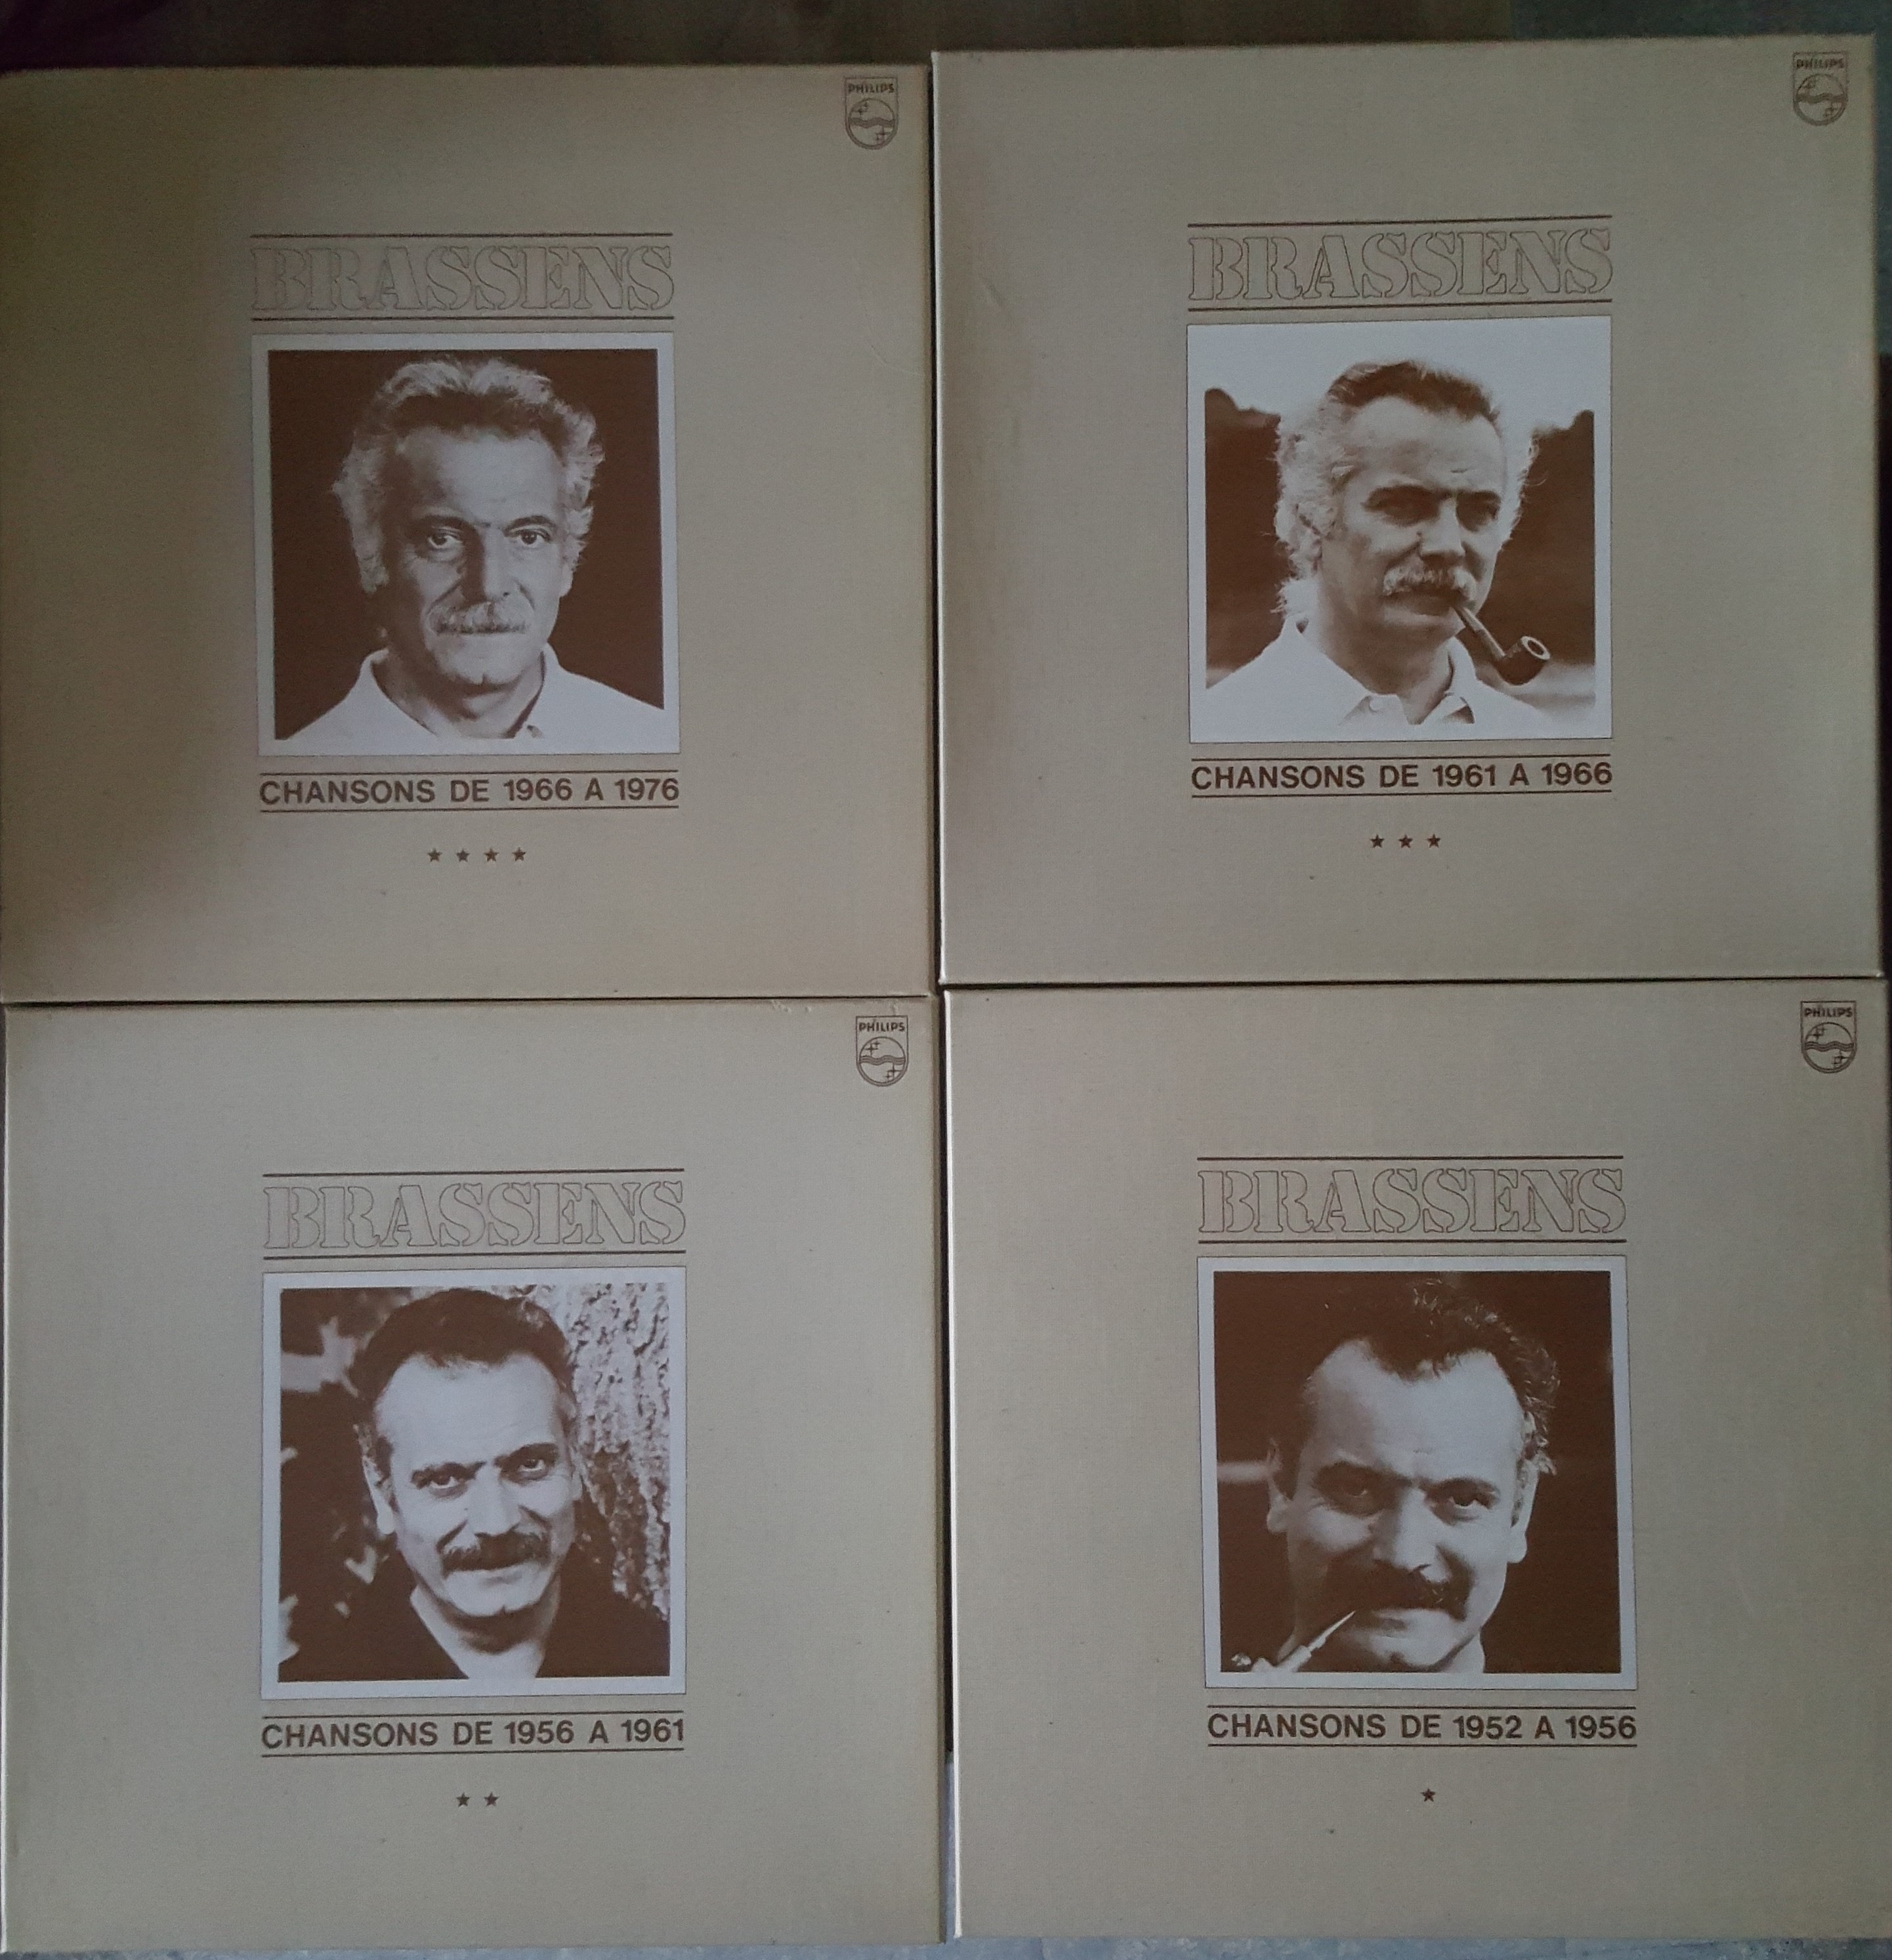 PHILIPS
BRASSENS
CHANSONS DE 1966 A 1976
PHILIPS
BRASSENS
CHANSONS DE 1961 A 1966
PHILIPS
BRASSENS
CHANSONS DE 1956 A 1961
PHILIPS
BRASSENS
CHANSONS DE 1952 A 1956